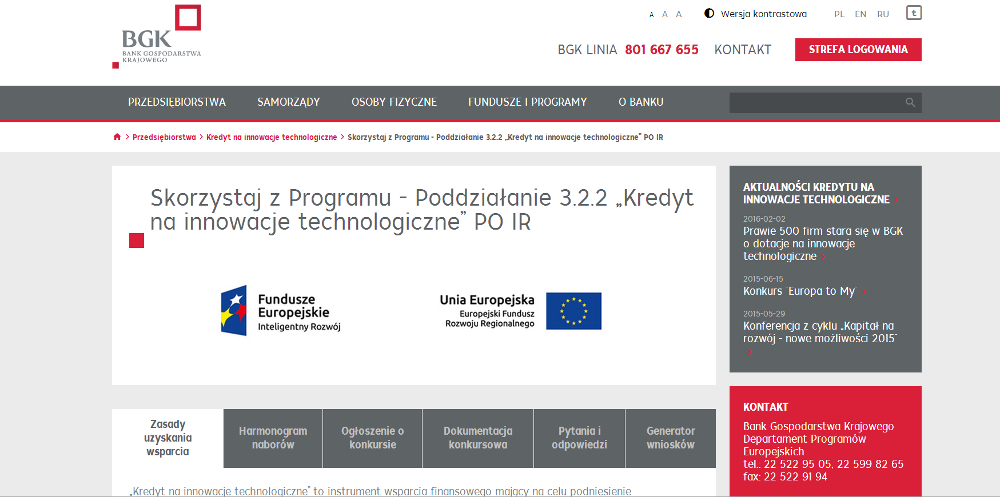 BGK
BANK GOSPODARSTWA
KRAJOWEGO
A A A
Wersja kontrastowa
PL EN RU
t
BGK LINIA 801 667 655 KONTAKT
STREFA LOGOWANIA
PRZEDSIĘBIORSTWA SAMORZĄDY OSOBY FIZYCZNE FUNDUSZE I PROGRAMY O BANKU
Przedsiębiorstwa > Kredyt na innowacje technologiczne > Skorzystaj z Programu - Poddziałanie 3.2.2 „Kredyt na innowacje technologiczne” PO IR
Skorzystaj z Programu - Poddziałanie 3.2.2 „Kredyt
na innowacje technologiczne” PO IR
Fundusze
Europejskie
Inteligentny Rozwój
Unia Europejska
Europejski Fundusz
Rozwoju Regionalnego
Zasady
uzyskania
wsparcia
Harmonogram
naborów
Ogłoszenie o
konkursie
Dokumentacja
konkursowa
Pytania i
odpowiedzi
Generator
wniosków
„Kredyt na innowacje technologiczne” to instrument wsparcia finansowego mający na celu podniesienie
AKTUALNOŚCI KREDYTU NA
INNOWACJE TECHNOLOGICZNE >
2016-02-02
Prawie 500 firm stara się w BGK
o dotacje na innowacje
technologiczne >
2015-06-15
Konkurs "Europa to My" >
2015-05-29
Konferencja z cyklu „Kapitał na
rozwój - nowe możliwości 2015"
>
KONTAKT
Bank Gospodarstwa Krajowego
Departament Programów
Europejskich
tel.: 22 522 95 05, 22 599 82 65
fax: 22 522 91 94